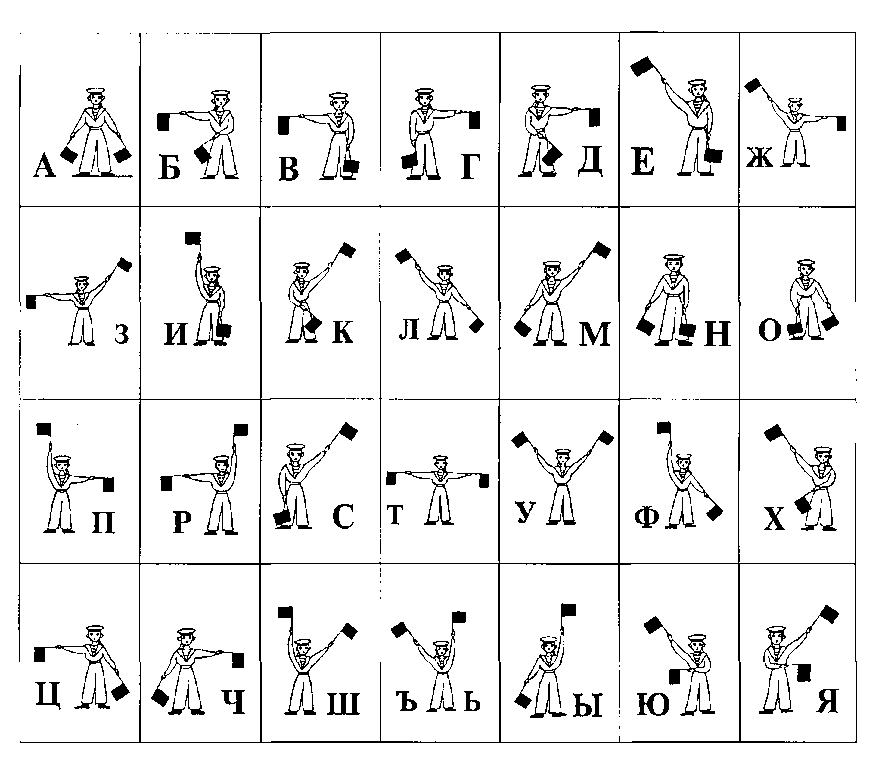 А Б В Г Д Е Ж
З И К Л М Н О
П Р С Т У Ф Х
Ц Ч Ш Ъ Ь Ы Ю Я